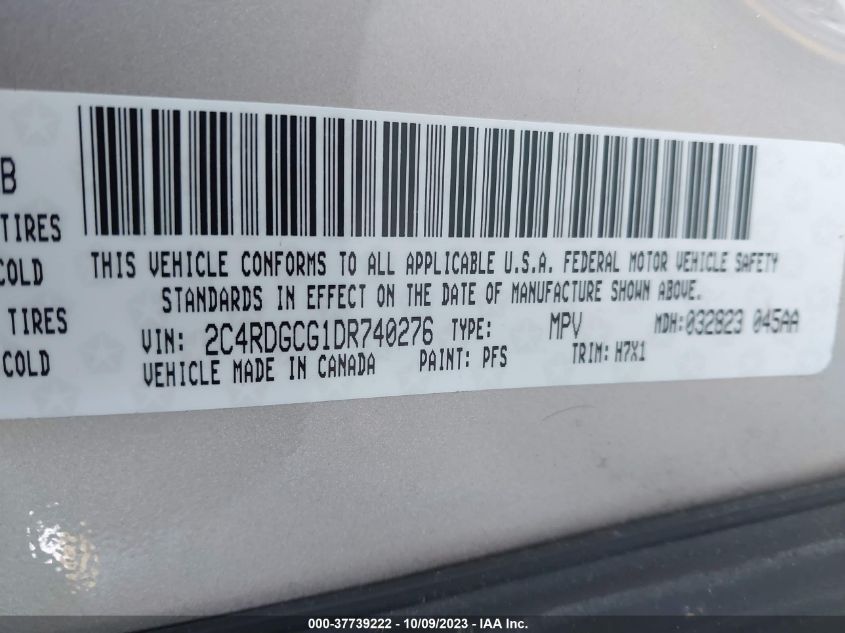 B
TIRES
COLD
TIRES
COLD
THIS VEHICLE CONFORMS TO ALL APPLICABLE U.S.A. FEDERAL MOTOR VEHICLE SAFETY
STANDARDS IN EFFECT ON THE DATE OF MANUFACTURE SHOWN ABOVE.
VIN: 2C4RDGCG1DR740276 TYPE: MPV MDH:032823 045AA
VEHICLE MADE IN CANADA PAINT: PFS TRIM: H7X1
000-37739222 - 10/09/2023 - IAA Inc.